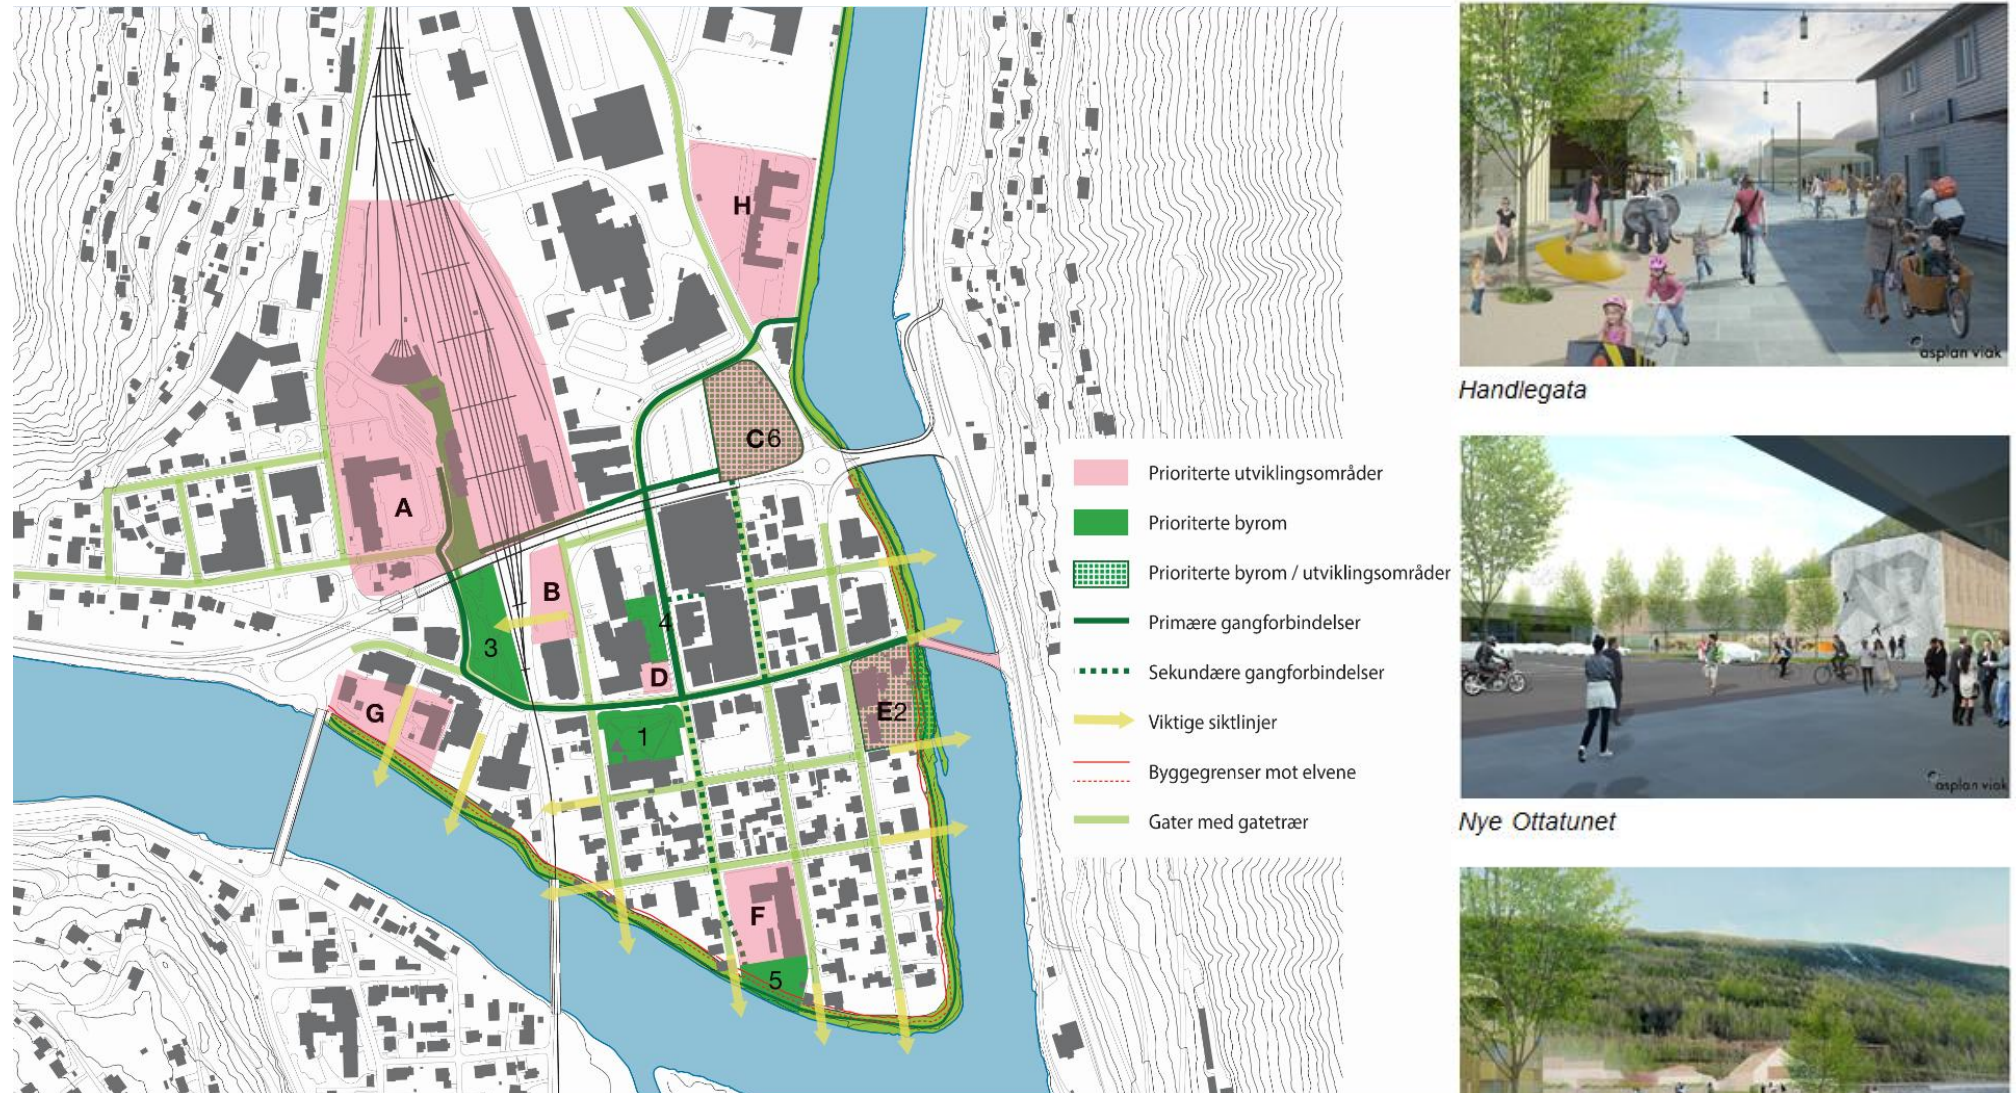 H
C6
A
B
3
4
D
G
1
E2
F
5
Prioriterte utviklingsområder
Prioriterte byrom
Prioriterte byrom / utviklingsområder
Primære gangforbindelser
Sekundære gangforbindelser
Viktige siktlinjer
Byggegrenser mot elvene
Gater med gatetrær
asplan viak
Handlegata
asplan viak
Nye Ottatunet